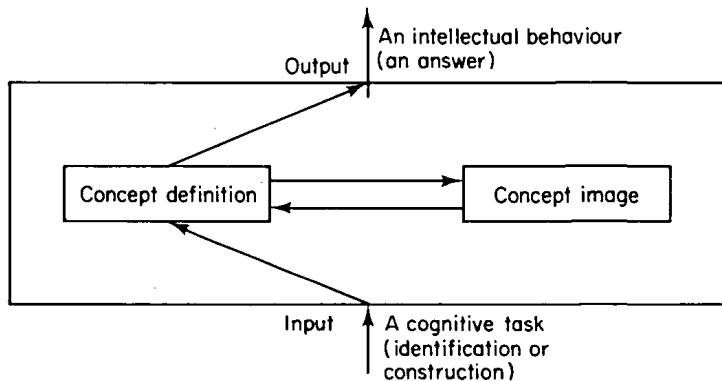 An intellectual behaviour
Output (an answer)
Concept definition
Concept image
Input A cognitive task
(identification or
construction)